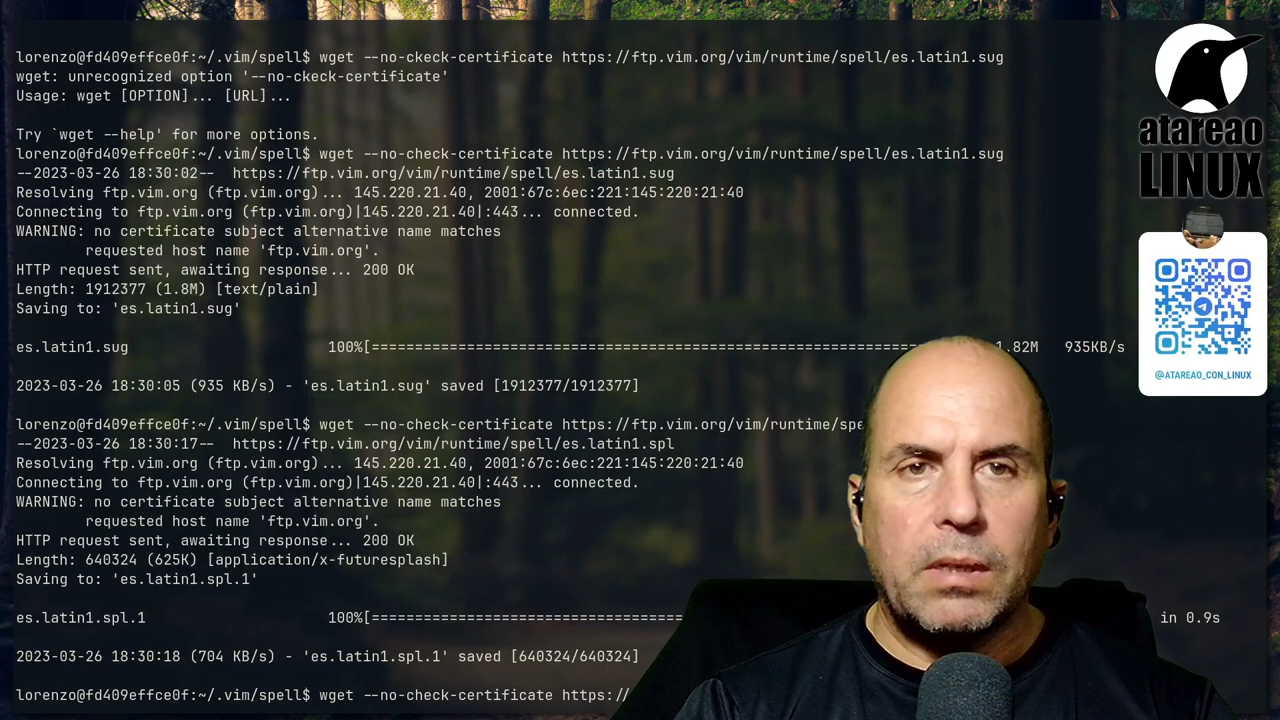 lorenzo@fd409effce0f:~/.vim/spell$ wget --no-ckeck-certificate https://ftp.vim.org/vim/runtime/spell/es.latin1.sug
wget: unrecognized option '--no-ckeck-certificate'
Usage: wget [OPTION]... [URL]...
Try `wget --help' for more options.
lorenzo@fd409effce0f:~/.vim/spell$ wget --no-check-certificate https://ftp.vim.org/vim/runtime/spell/es.latin1.sug
--2023-03-26 18:30:02--  https://ftp.vim.org/vim/runtime/spell/es.latin1.sug
Resolving ftp.vim.org (ftp.vim.org)... 145.220.21.40, 2001:67c:6ec:221:145:220:21:40
Connecting to ftp.vim.org (ftp.vim.org)|145.220.21.40|:443... connected.
WARNING: no certificate subject alternative name matches
        requested host name 'ftp.vim.org'.
HTTP request sent, awaiting response... 200 OK
Length: 1912377 (1.8M) [text/plain]
Saving to: 'es.latin1.sug'
es.latin1.sug                       100%[================================================================ 1.82M   935KB/s
2023-03-26 18:30:05 (935 KB/s) - 'es.latin1.sug' saved [1912377/1912377]
lorenzo@fd409effce0f:~/.vim/spell$ wget --no-check-certificate https://ftp.vim.org/vim/runtime/spe
--2023-03-26 18:30:17--  https://ftp.vim.org/vim/runtime/spell/es.latin1.spl
Resolving ftp.vim.org (ftp.vim.org)... 145.220.21.40, 2001:67c:6ec:221:145:220:21:40
Connecting to ftp.vim.org (ftp.vim.org)|145.220.21.40|:443... connected.
WARNING: no certificate subject alternative name matches
        requested host name 'ftp.vim.org'.
HTTP request sent, awaiting response... 200 OK
Length: 640324 (625K) [application/x-futuresplash]
Saving to: 'es.latin1.spl.1'
es.latin1.spl.1                     100%[==================================== in 0.9s
2023-03-26 18:30:18 (704 KB/s) - 'es.latin1.spl.1' saved [640324/640324]
lorenzo@fd409effce0f:~/.vim/spell$ wget --no-check-certificate https://
atareao
LINUX
@ATAREAO_CON_LINUX